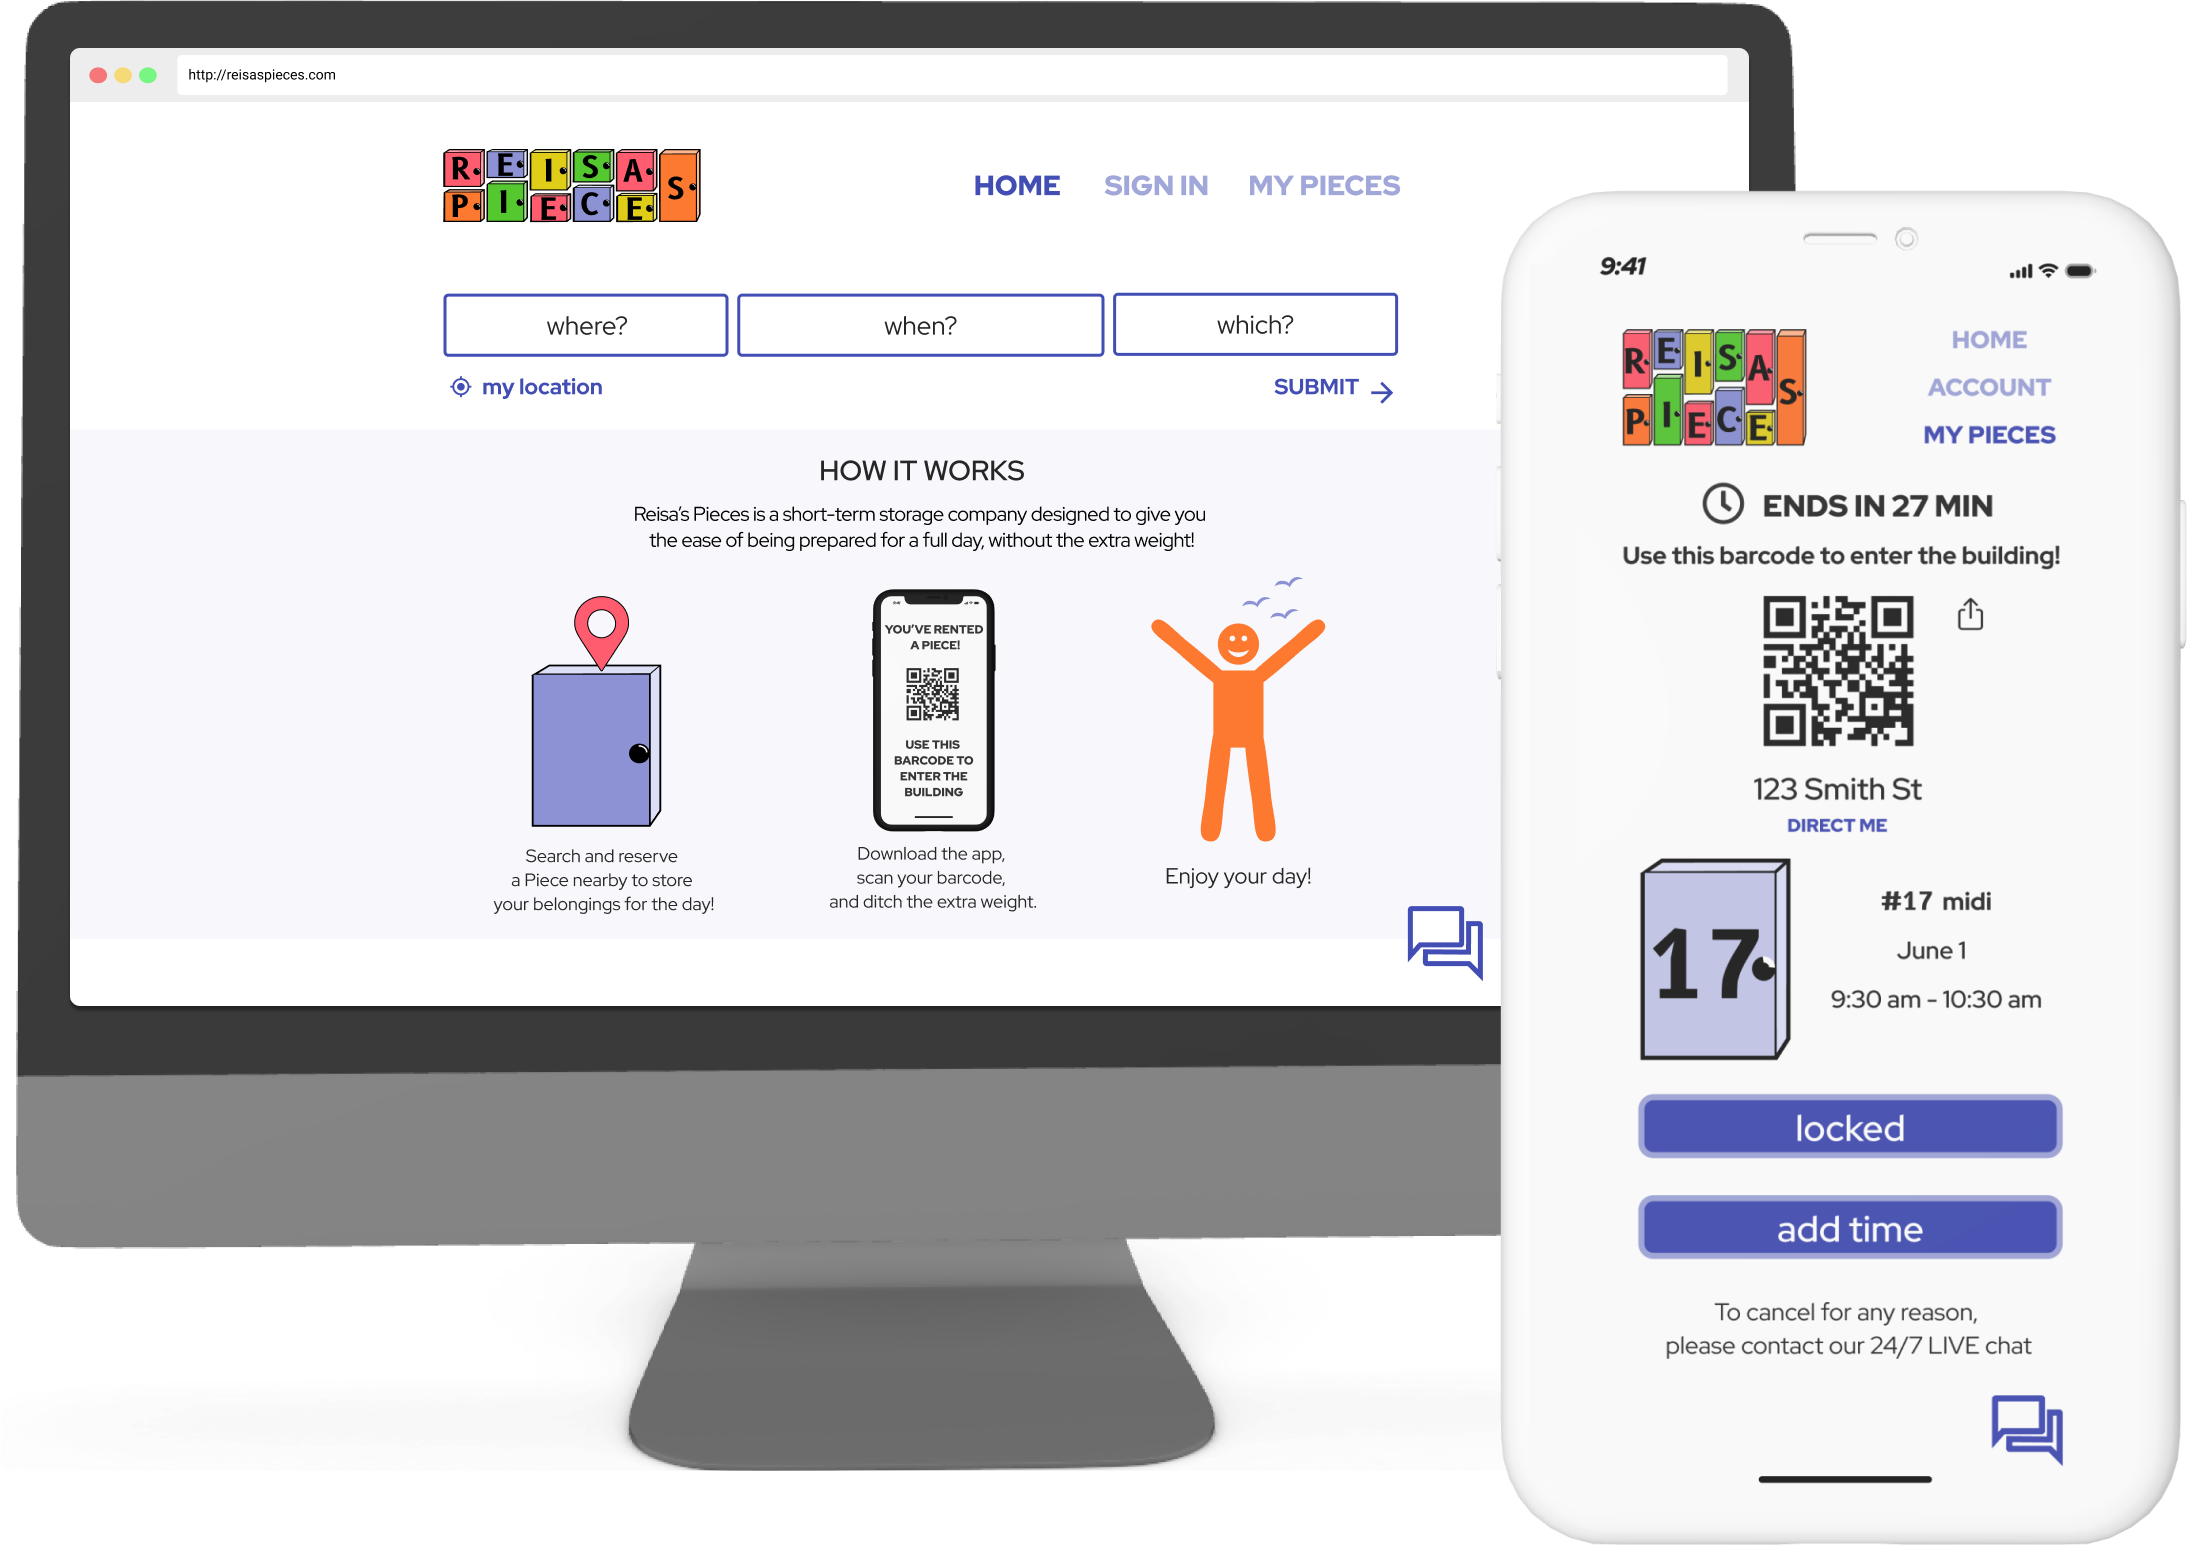 http://reisaspieces.com
REISAS
PIECE
HOME SIGN IN MY PIECES
where? when? which?
my location SUBMIT
HOW IT WORKS
Reisa's Pieces is a short-term storage company designed to give you
the ease of being prepared for a full day, without the extra weight!
YOU'VE RENTED
A PIECE!
USE THIS
BARCODE TO
ENTER THE
BUILDING
Search and reserve
a Piece nearby to store
your belongings for the day!
Download the app,
scan your barcode,
and ditch the extra weight.
Enjoy your day!
9:41
REISAS
PIECE
HOME
ACCOUNT
MY PIECES
ENDS IN 27 MIN
Use this barcode to enter the building!
123 Smith St
DIRECT ME
17
#17 midi
June 1
9:30 am - 10:30 am
locked
add time
To cancel for any reason,
please contact our 24/7 LIVE chat